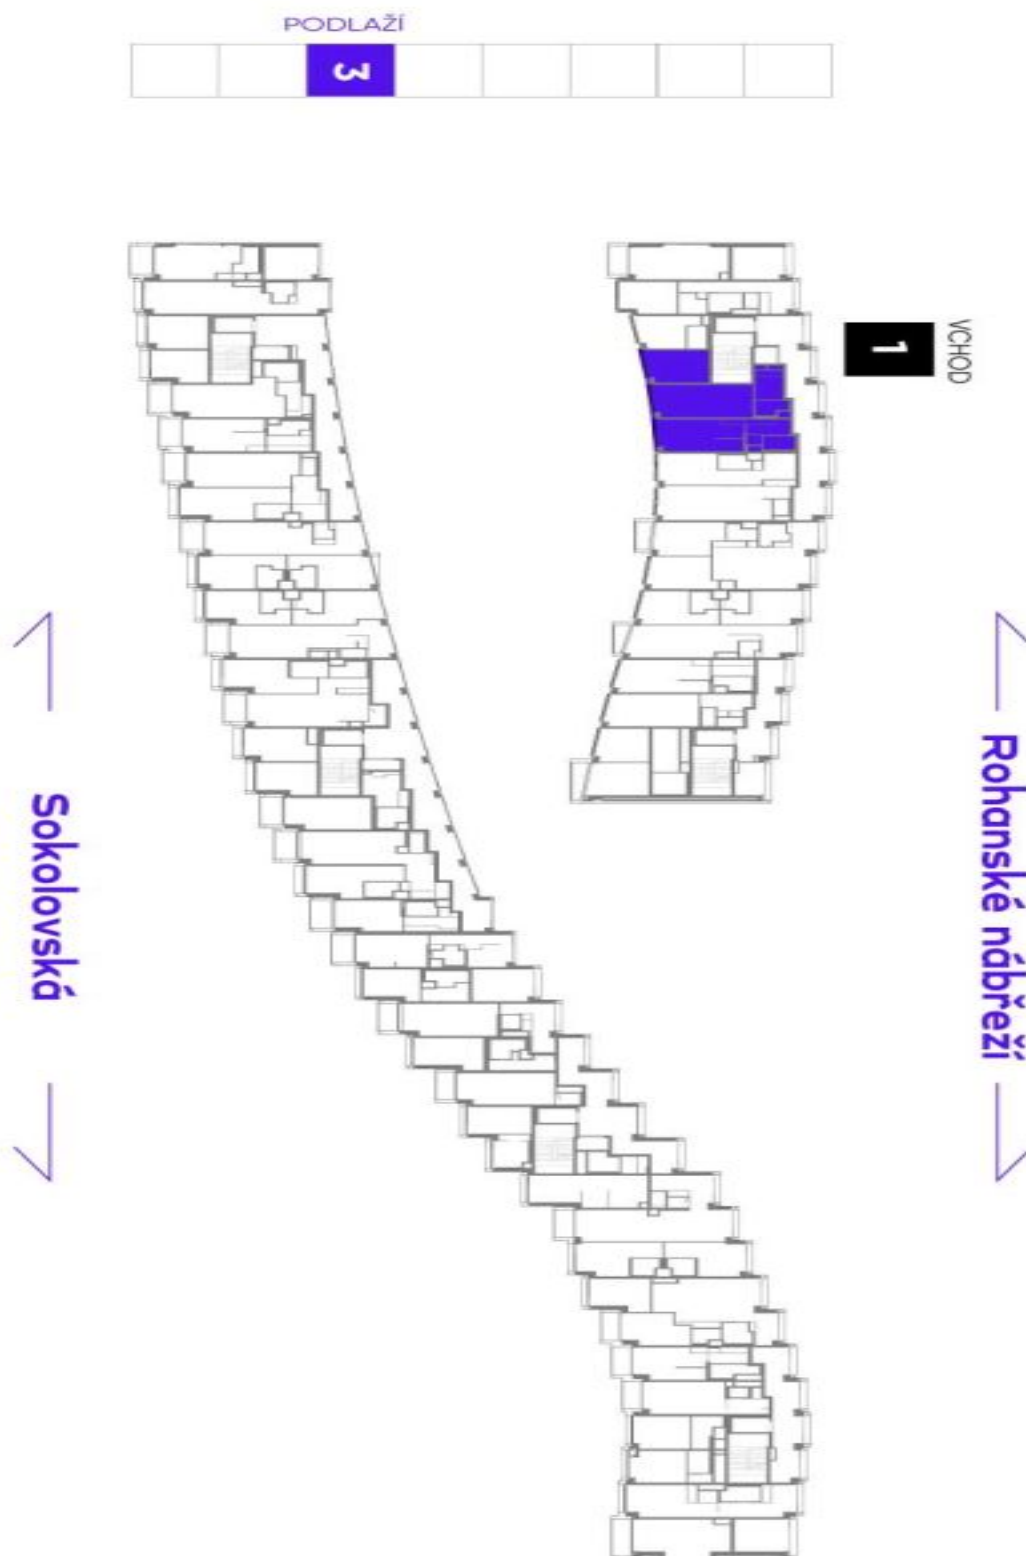 PODLAŽÍ
3
VCHOD
1
Rohanské nábřeží
Sokolovská